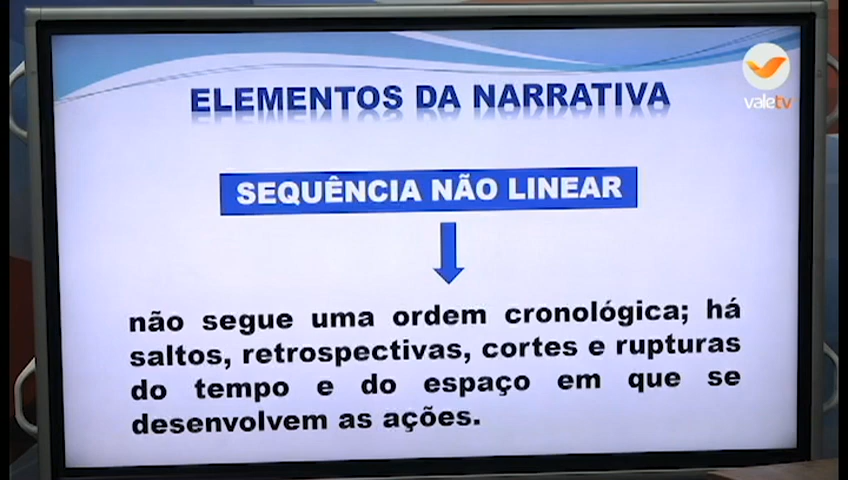 valetv
ELEMENTOS DA NARRATIVA
SEQUÊNCIA NÃO LINEAR
não segue uma ordem cronológica; há
saltos, retrospectivas, cortes e rupturas
do tempo e do espaço em que se
desenvolvem as ações.